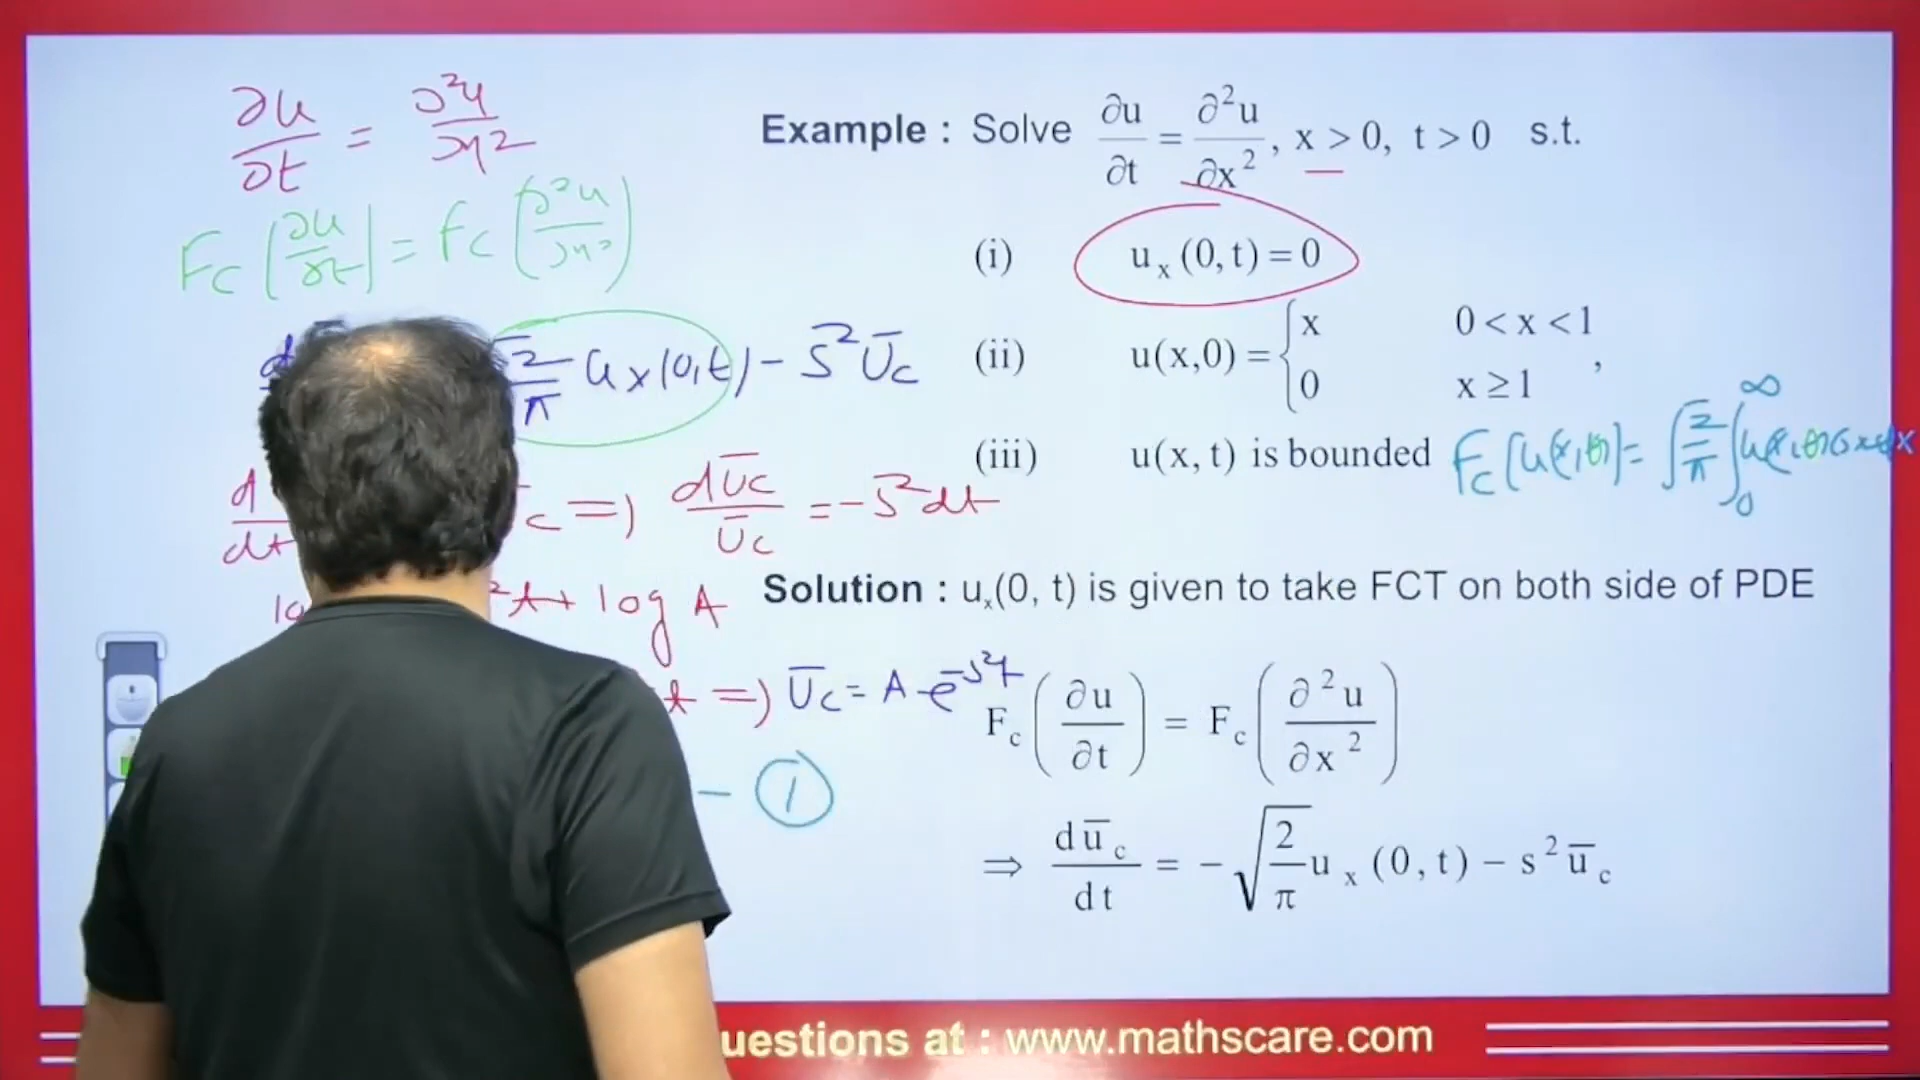 ∂u/∂t = ∂²u/∂x²
Fc(∂u/∂t) = Fc(∂²u/∂x²)
2/π ux(0,t) - s²ūc
d/dt c => dūc/ūc = -s²dt
²t + log A
t => ūc = A e^-s²t
- ①
Example : Solve ∂u/∂t = ∂²u/∂x², x > 0, t > 0 s.t.
(i) uₓ(0, t) = 0
(ii) u(x,0) = { x 0 < x < 1
0 x ≥ 1 ,
(iii) u(x, t) is bounded
Fc[u(x,0)] = √2/π ∫₀^∞
Solution : uₓ(0, t) is given to take FCT on both side of PDE
Fc(∂u/∂t) = Fc(∂²u/∂x²)
⇒ dūc/dt = -√2/π uₓ(0, t) - s²ūc
uestions at : www.mathscare.com